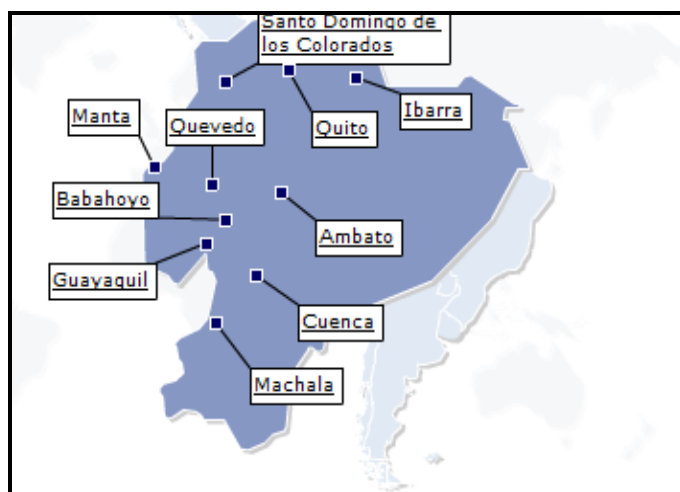 Santo Domingo de
los Colorados
Ibarra
Manta
Quevedo
Quito
Babahoyo
Ambato
Guayaquil
Cuenca
Machala